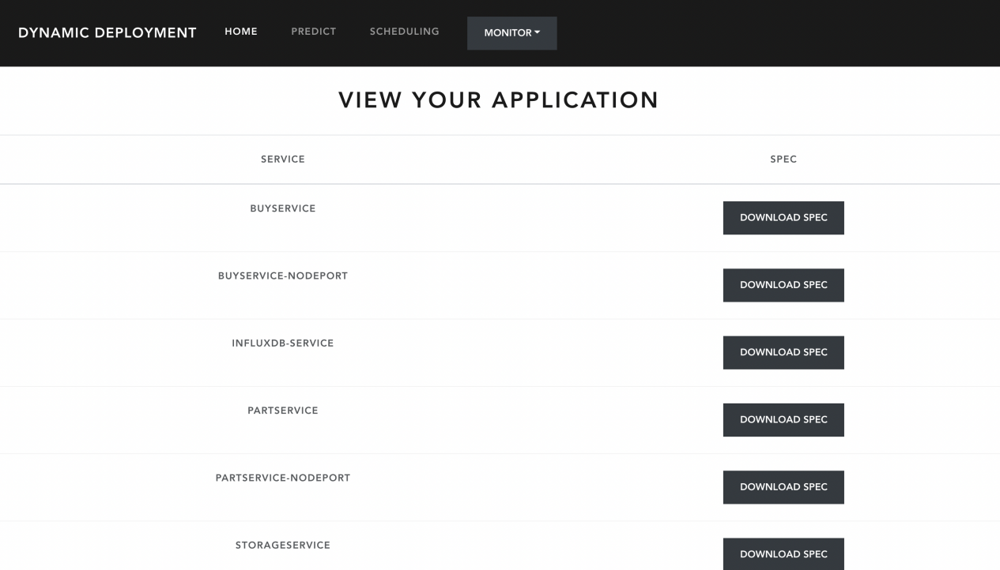 DYNAMIC DEPLOYMENT HOME PREDICT SCHEDULING MONITOR
VIEW YOUR APPLICATION
SERVICE SPEC
BUYSERVICE DOWNLOAD SPEC
BUYSERVICE-NODEPORT DOWNLOAD SPEC
INFLUXDB-SERVICE DOWNLOAD SPEC
PARTSERVICE DOWNLOAD SPEC
PARTSERVICE-NODEPORT DOWNLOAD SPEC
STORAGESERVICE DOWNLOAD SPEC